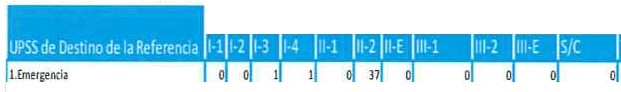 UPSS de Destino de la Referencia I-1 I-2 I-3 I-4 II-1 II-2 II-E III-1 III-2 III-E S/C
1.Emergencia 0 0 1 1 0 37 0 0 0 0 0